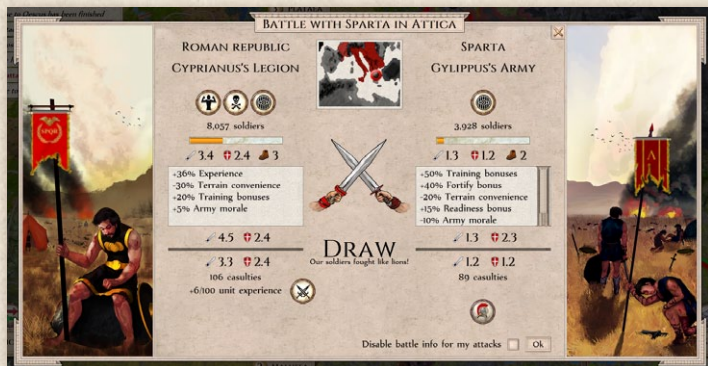 BATTLE WITH SPARTA IN ATTICA
ROMAN REPUBLIC
CYPRIANUS'S LEGION
8,057 soldiers
3.4 2.4 3
+36% Experience
-30% Terrain convenience
+20% Training bonuses
+5% Army morale
4.5 2.4
3.3 2.4
106 casulties
+6/100 unit experience
SPQR
DRAW
Our soldiers fought like lions!
SPARTA
GYLIPPUS'S ARMY
3,928 soldiers
1.3 1.2 2
+50% Training bonuses
+40% Fortify bonus
-20% Terrain convenience
+15% Readiness bonus
-10% Army morale
1.3 2.3
1.2 1.2
89 casulties
Λ
Disable battle info for my attacks
Ok